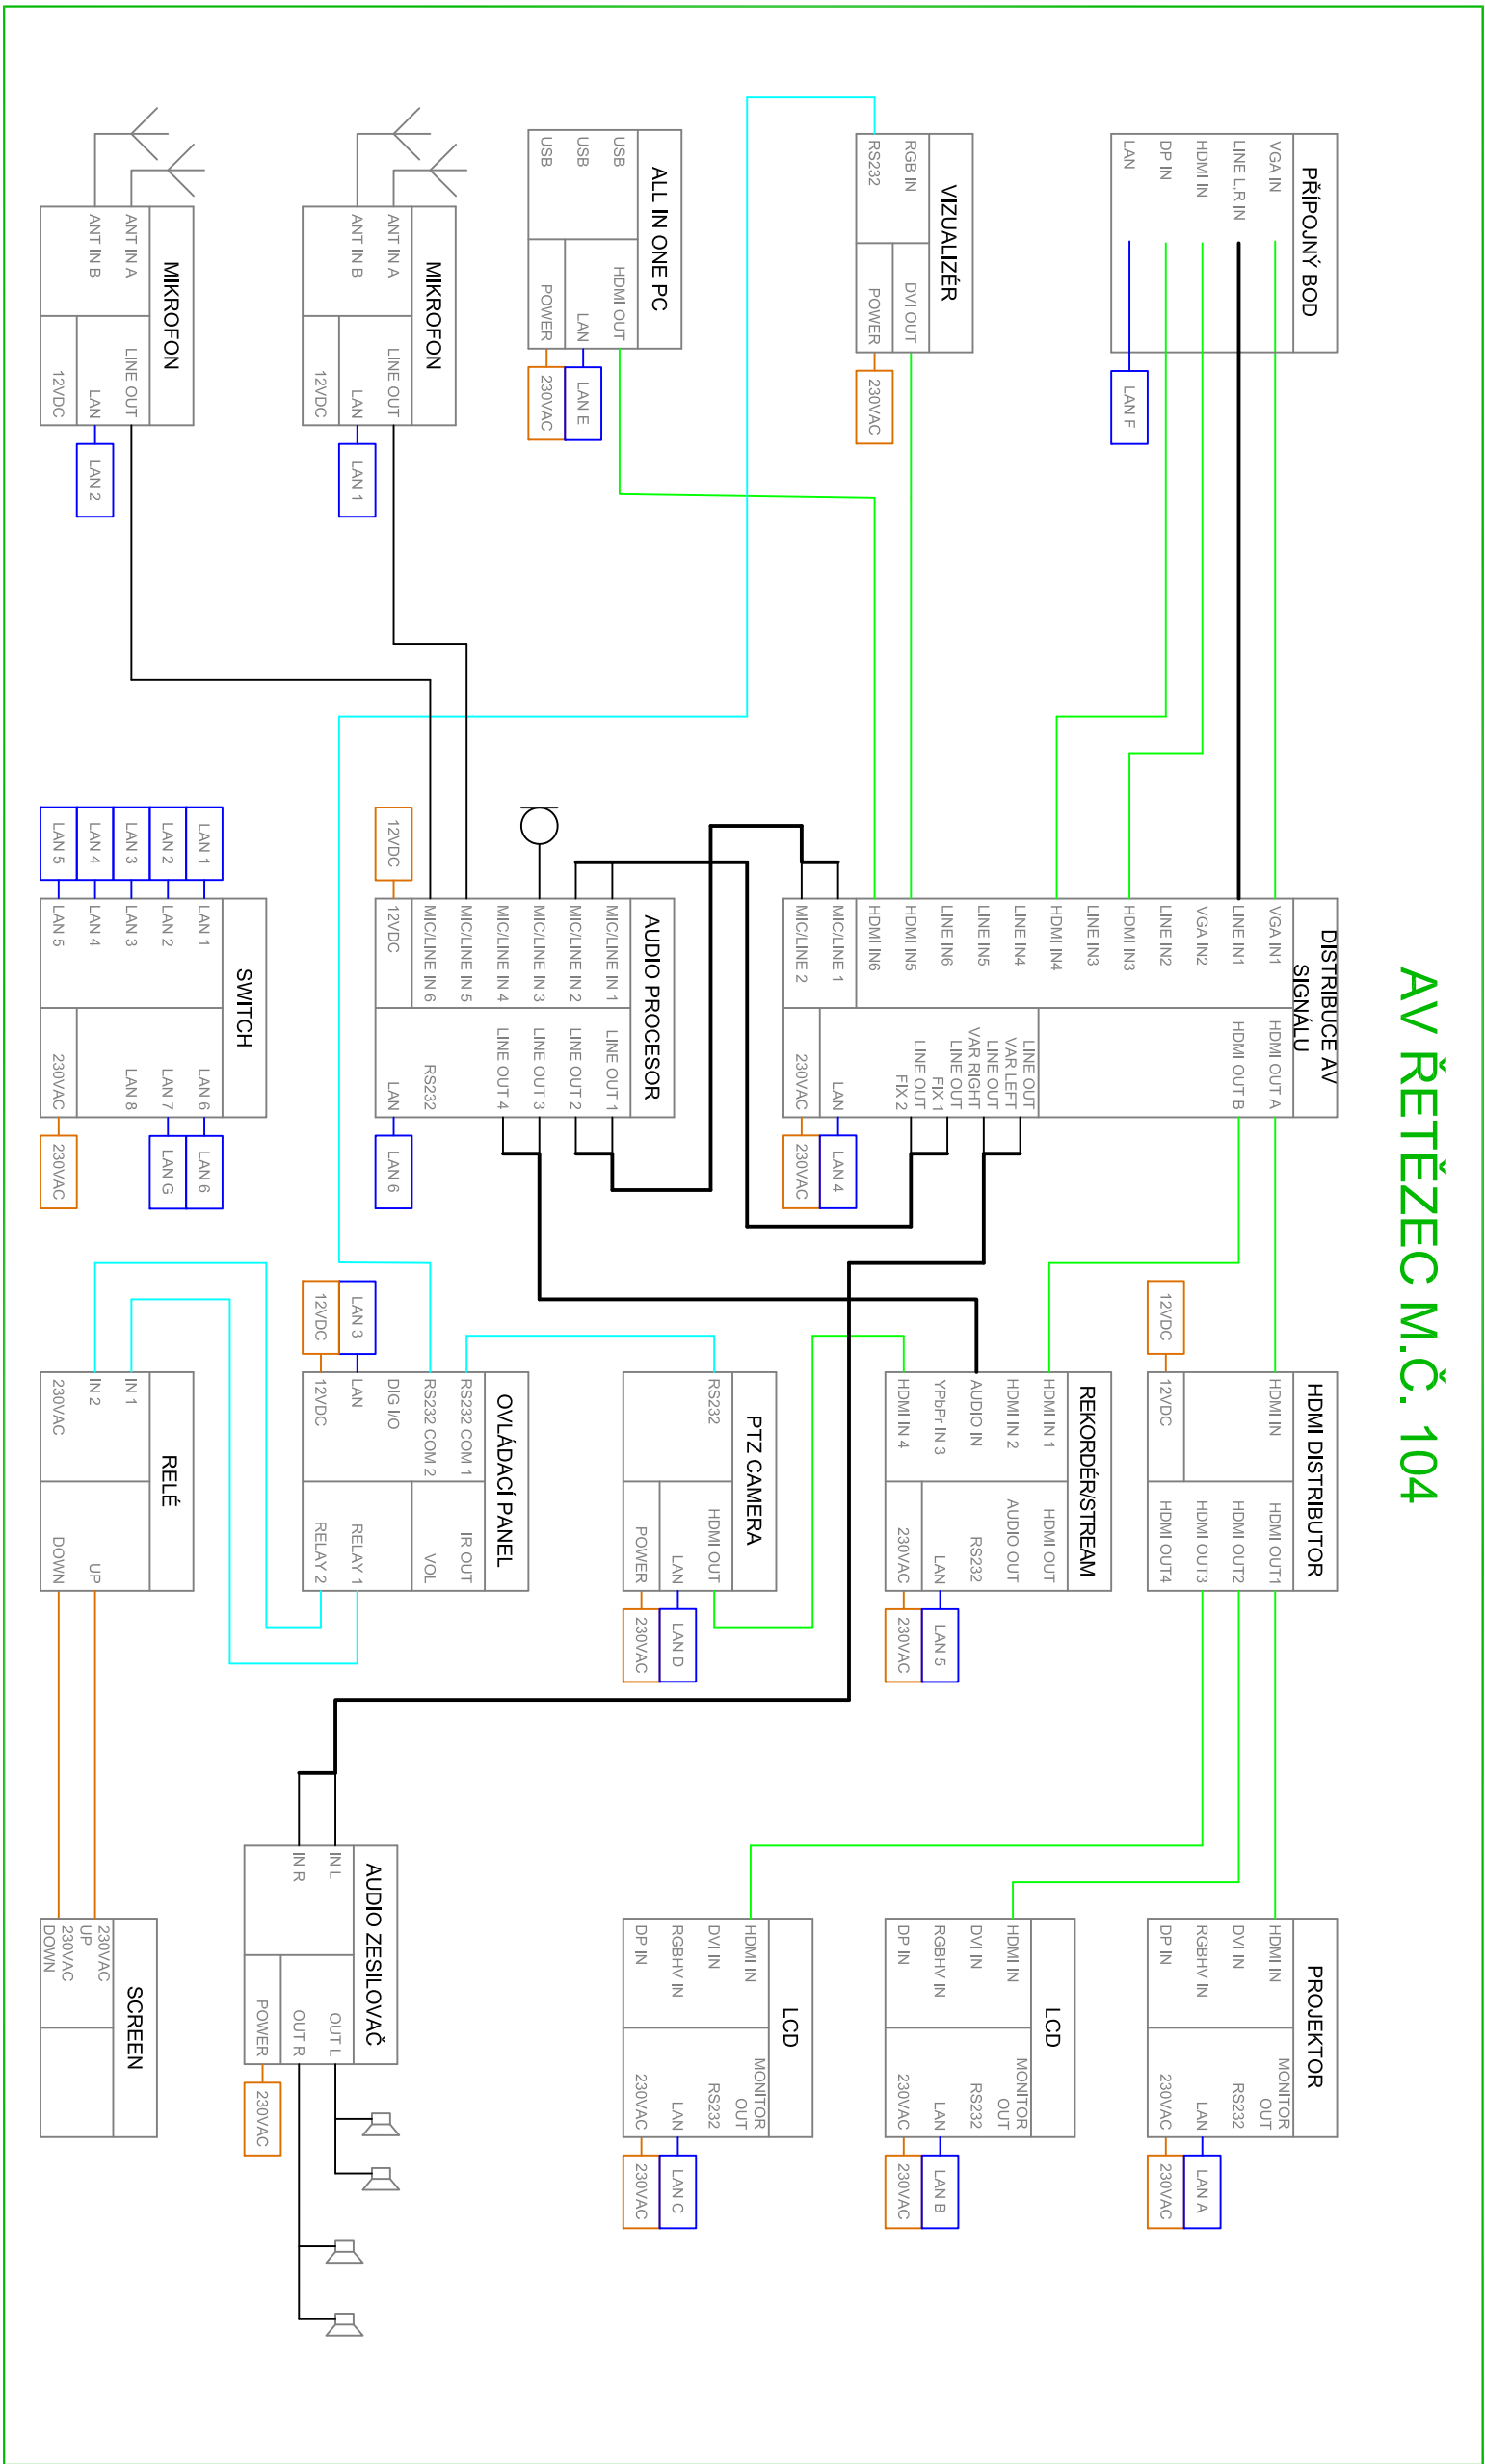 AV ŘETĚZEC M.Č. 104
PŘÍPOJNÝ BOD
VGA IN
LINE L,R IN
HDMI IN
DP IN
LAN
LAN F
VIZUALIZÉR
RGB IN
RS232
DVI OUT
POWER
230VAC
ALL IN ONE PC
USB
USB
USB
HDMI OUT
LAN
POWER
LAN E
230VAC
MIKROFON
ANT IN A
ANT IN B
LINE OUT
LAN
12VDC
LAN 1
MIKROFON
ANT IN A
ANT IN B
LINE OUT
LAN
12VDC
LAN 2
DISTRIBUCE AV
SIGNÁLU
VGA IN1
LINE IN1
VGA IN2
LINE IN2
HDMI IN3
LINE IN3
HDMI IN4
LINE IN4
LINE IN5
LINE IN6
HDMI IN5
HDMI IN6
MIC/LINE 1
MIC/LINE 2
HDMI OUT A
HDMI OUT B
LINE OUT
VAR LEFT
LINE OUT
VAR RIGHT
LINE OUT
FIX 1
LINE OUT
FIX 2
LAN
230VAC
LAN 4
230VAC
AUDIO PROCESOR
MIC/LINE IN 1
MIC/LINE IN 2
MIC/LINE IN 3
MIC/LINE IN 4
MIC/LINE IN 5
MIC/LINE IN 6
12VDC
12VDC
LINE OUT 1
LINE OUT 2
LINE OUT 3
LINE OUT 4
RS232
LAN
LAN 6
SWITCH
LAN 1
LAN 2
LAN 3
LAN 4
LAN 5
LAN 1
LAN 2
LAN 3
LAN 4
LAN 5
LAN 6
LAN 7
LAN 8
230VAC
LAN 6
LAN G
230VAC
HDMI DISTRIBUTOR
12VDC
HDMI IN
12VDC
HDMI OUT1
HDMI OUT2
HDMI OUT3
HDMI OUT4
REKORDÉR/STREAM
HDMI IN 1
HDMI IN 2
AUDIO IN
YPbPr IN 3
HDMI IN 4
HDMI OUT
AUDIO OUT
RS232
LAN
230VAC
LAN 5
230VAC
PTZ CAMERA
RS232
HDMI OUT
LAN
POWER
LAN D
230VAC
OVLÁDACÍ PANEL
LAN 3
12VDC
RS232 COM 1
RS232 COM 2
DIG I/O
LAN
12VDC
IR OUT
VOL
RELAY 1
RELAY 2
RELÉ
IN 1
IN 2
230VAC
UP
DOWN
PROJEKTOR
HDMI IN
DVI IN
RGBHV IN
DP IN
MONITOR
OUT
RS232
LAN
230VAC
LAN A
230VAC
LCD
HDMI IN
DVI IN
RGBHV IN
DP IN
MONITOR
OUT
RS232
LAN
230VAC
LAN B
230VAC
LCD
HDMI IN
DVI IN
RGBHV IN
DP IN
MONITOR
OUT
RS232
LAN
230VAC
LAN C
230VAC
AUDIO ZESILOVAČ
IN L
IN R
OUT L
OUT R
POWER
230VAC
SCREEN
230VAC
UP
230VAC
DOWN